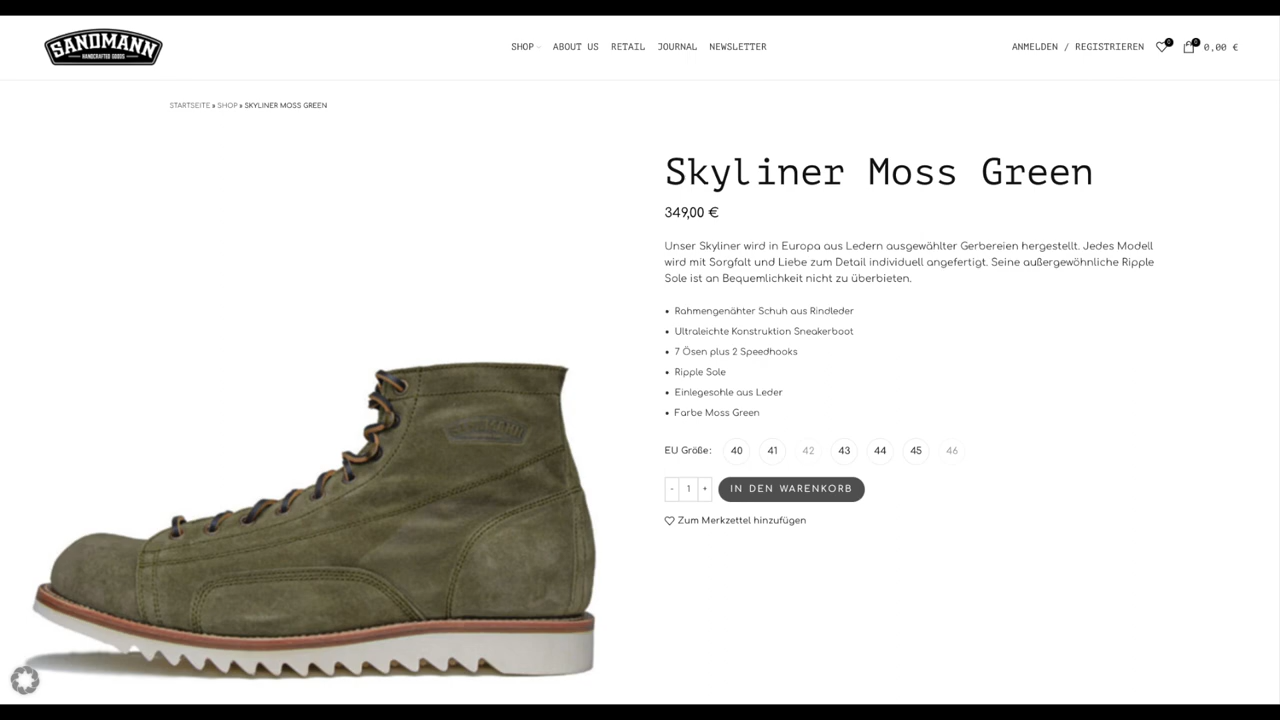 SANDMANN
HANDCRAFTED GOODS
SHOP
ABOUT US
RETAIL
JOURNAL
NEWSLETTER
ANMELDEN / REGISTRIEREN
0
0
0,00 €
STARTSEITE » SHOP » SKYLINER MOSS GREEN
Skyliner Moss Green
349,00 €
Unser Skyliner wird in Europa aus Ledern ausgewählter Gerbereien hergestellt. Jedes Modell
wird mit Sorgfalt und Liebe zum Detail individuell angefertigt. Seine außergewöhnliche Ripple
Sole ist an Bequemlichkeit nicht zu überbieten.
• Rahmengenähter Schuh aus Rindleder
• Ultraleichte Konstruktion Sneakerboot
• 7 Ösen plus 2 Speedhooks
• Ripple Sole
• Einlegesohle aus Leder
• Farbe Moss Green
EU Größe: 40 41 42 43 44 45 46
- 1 + IN DEN WARENKORB
Zum Merkzettel hinzufügen
SANDMANN